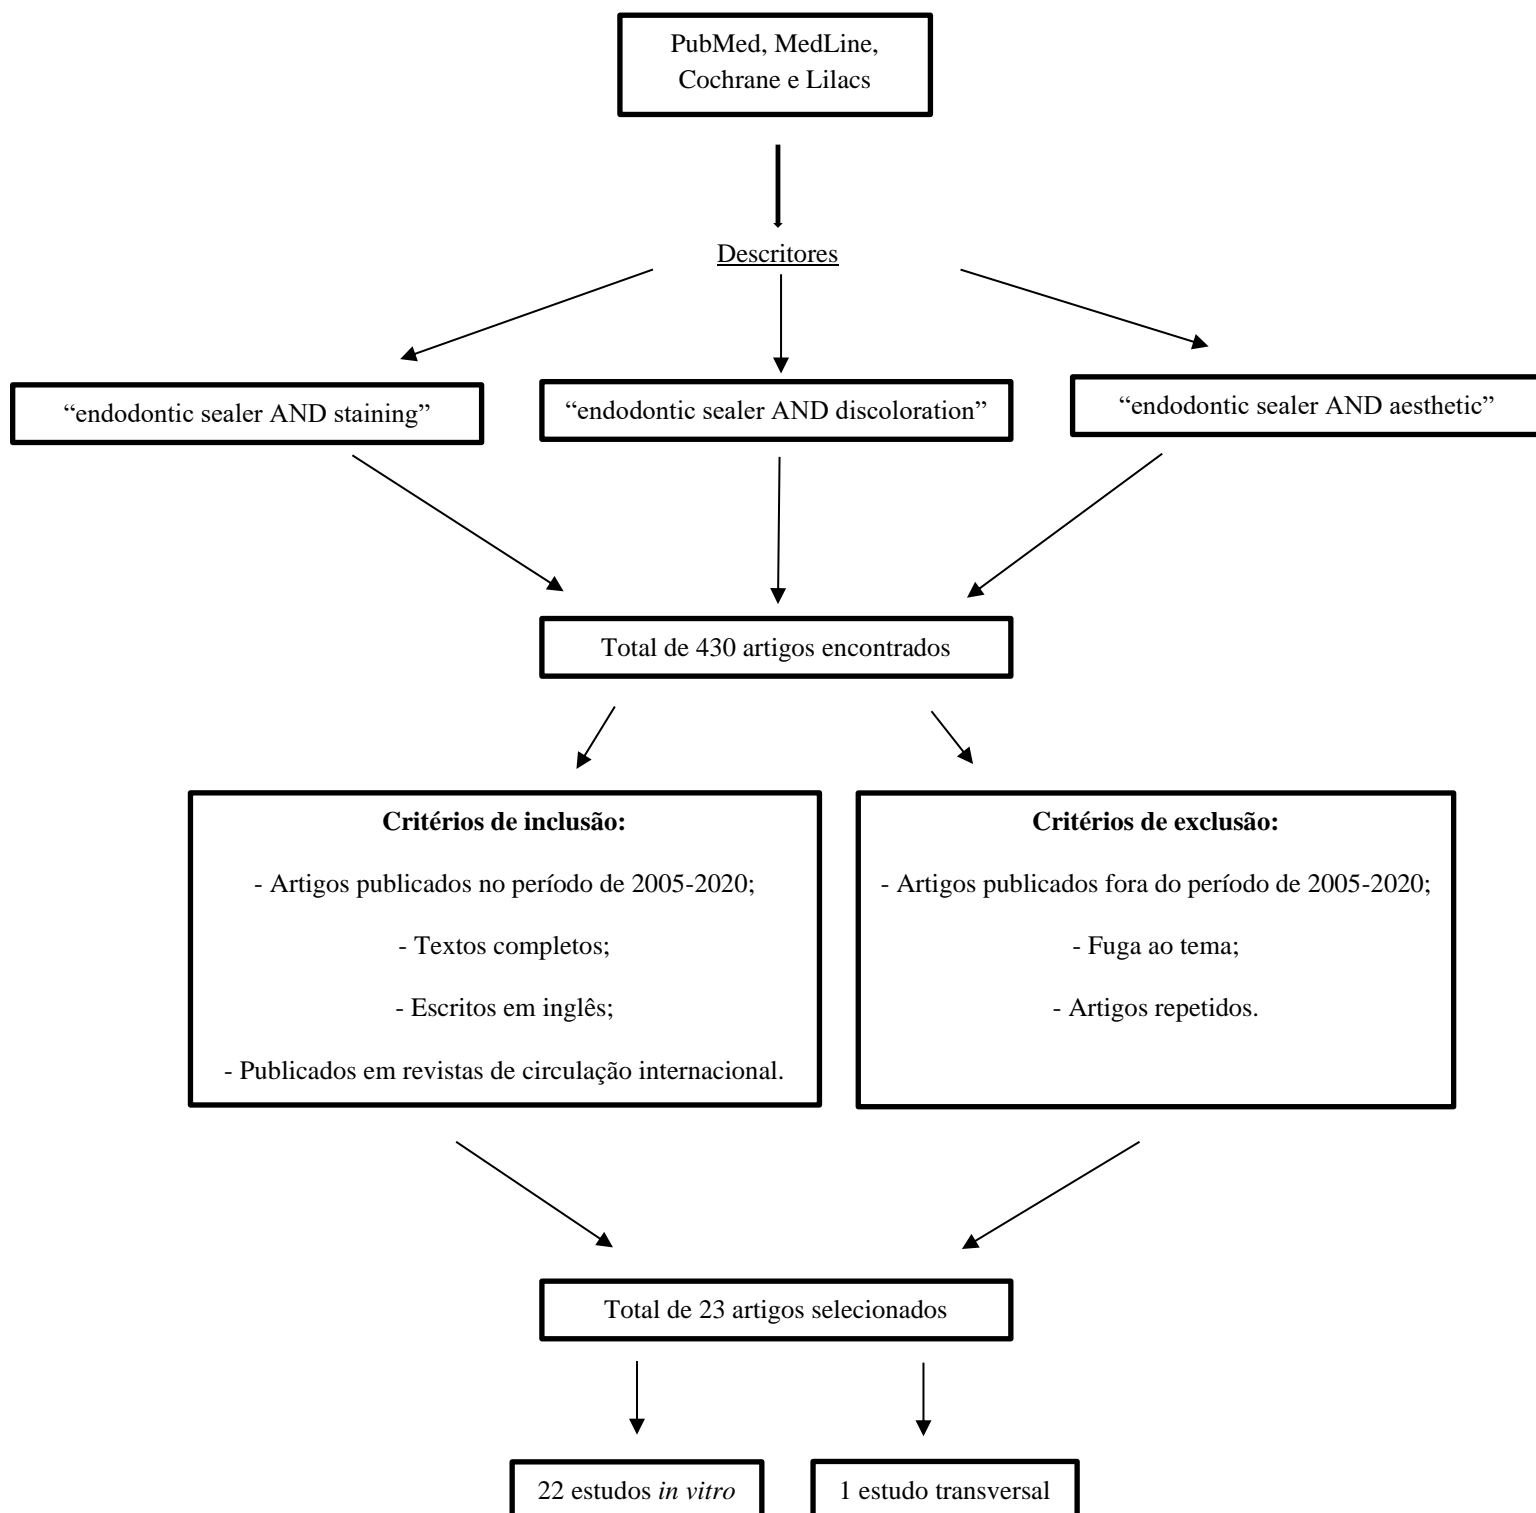 PubMed, MedLine,
Cochrane e Lilacs
Descritores
“endodontic sealer AND staining”
“endodontic sealer AND discoloration”
“endodontic sealer AND aesthetic”
Total de 430 artigos encontrados
Critérios de inclusão:
- Artigos publicados no período de 2005-2020;
- Textos completos;
- Escritos em inglês;
- Publicados em revistas de circulação internacional.
Critérios de exclusão:
- Artigos publicados fora do período de 2005-2020;
- Fuga ao tema;
- Artigos repetidos.
Total de 23 artigos selecionados
22 estudos in vitro
1 estudo transversal